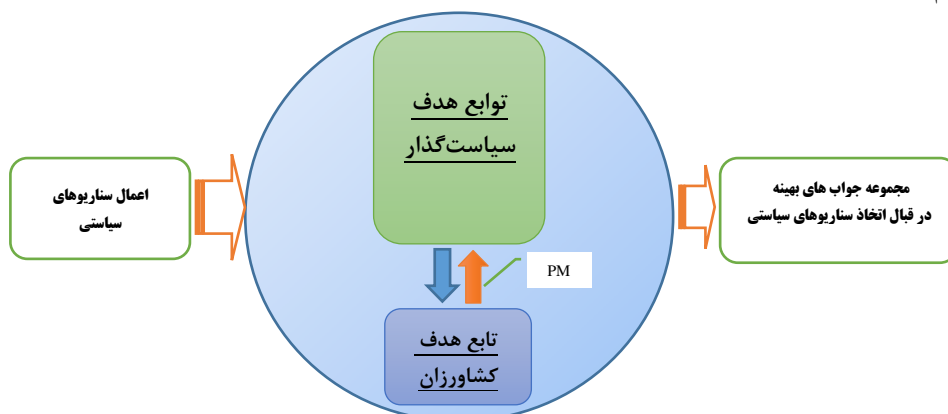 توابع هدف
سیاست‌گذار
اعمال سناریوهای
سیاستی
مجموعه جواب های بهینه
در قبال اتخاذ سناریوهای سیاستی
PM
تابع هدف
کشاورزان